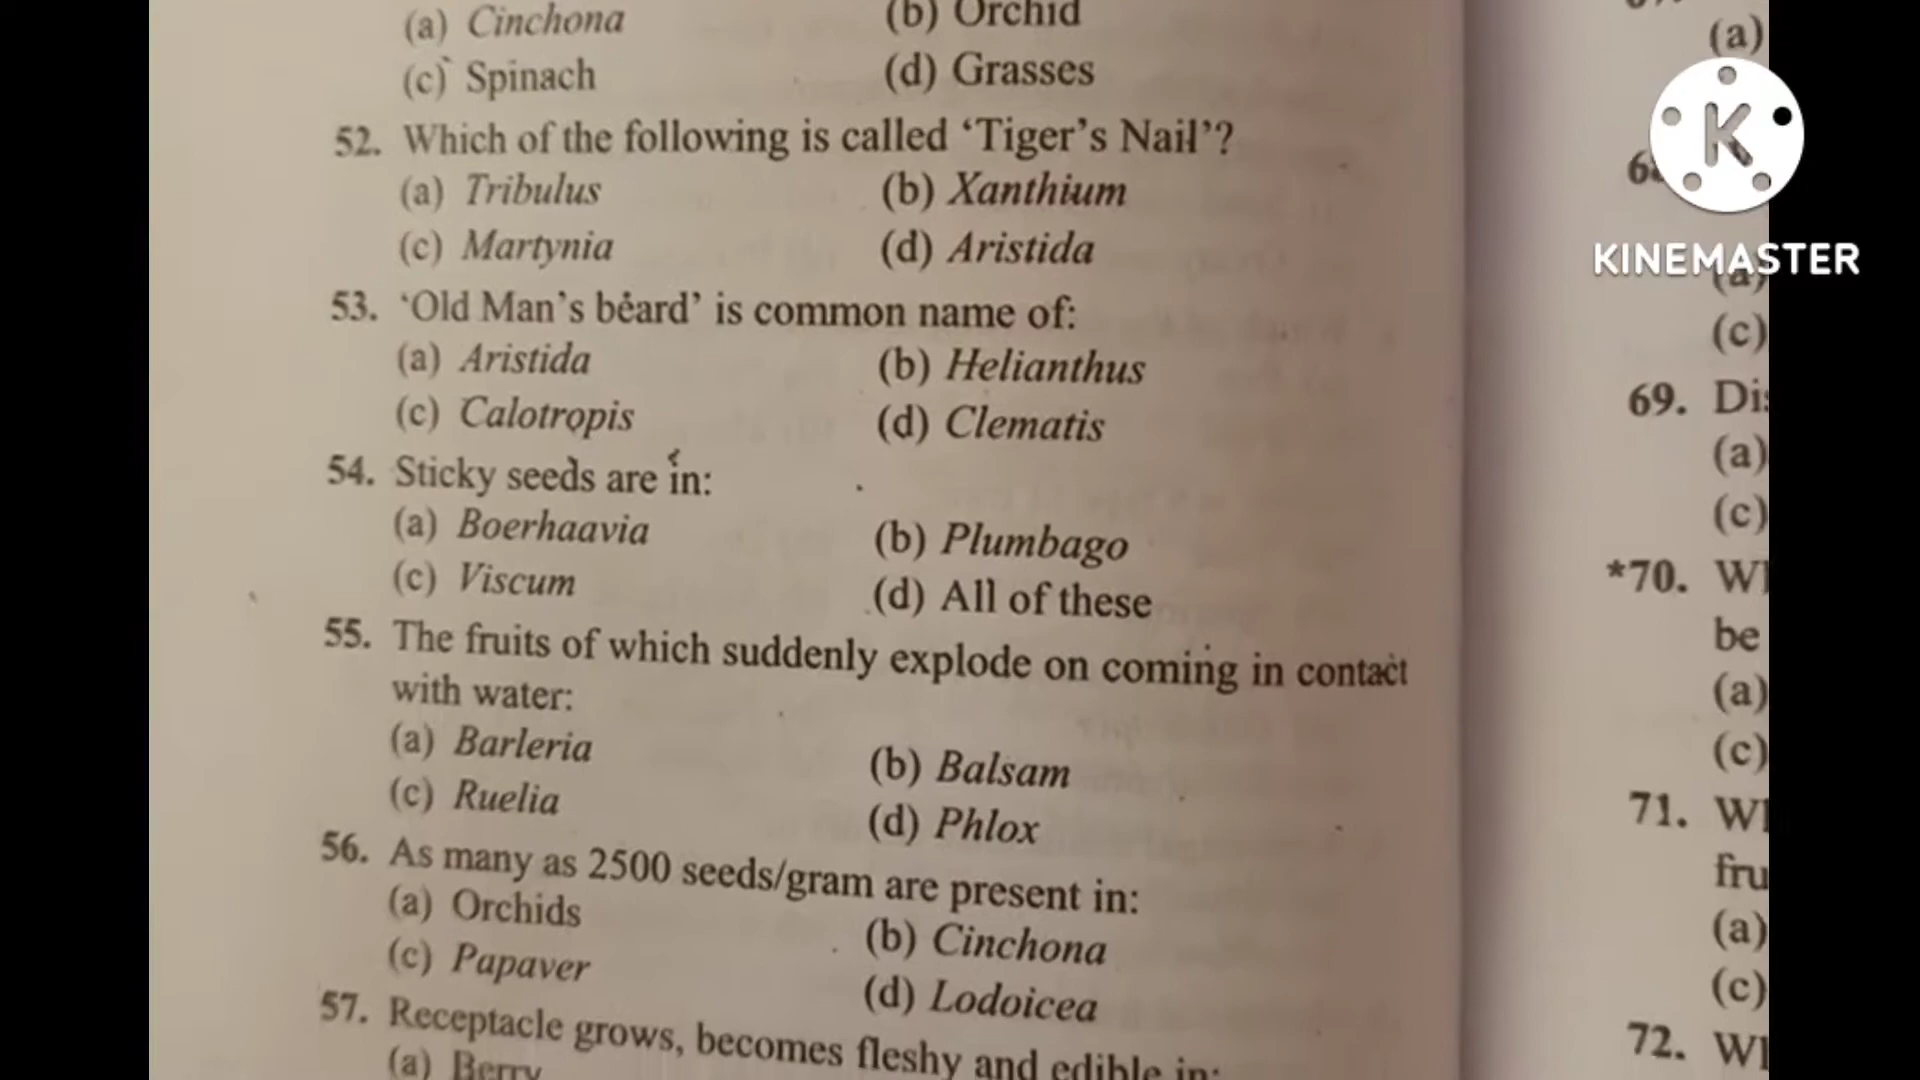 (a) Cinchona (b) Orchid
(c) Spinach (d) Grasses
52. Which of the following is called ‘Tiger’s Nail’?
(a) Tribulus (b) Xanthium
(c) Martynia (d) Aristida
53. ‘Old Man’s beard’ is common name of:
(a) Aristida (b) Helianthus
(c) Calotropis (d) Clematis
54. Sticky seeds are in:
(a) Boerhaavia (b) Plumbago
(c) Viscum (d) All of these
55. The fruits of which suddenly explode on coming in contact
with water:
(a) Barleria (b) Balsam
(c) Ruelia (d) Phlox
56. As many as 2500 seeds/gram are present in:
(a) Orchids (b) Cinchona
(c) Papaver (d) Lodoicea
57. Receptacle grows, becomes fleshy and edible in:
(a) Berry
(a)
K
KINEMASTER
(a)
(c)
69.
(a)
(c)
*70.
be
(a)
(c)
71.
(a)
(c)
72.